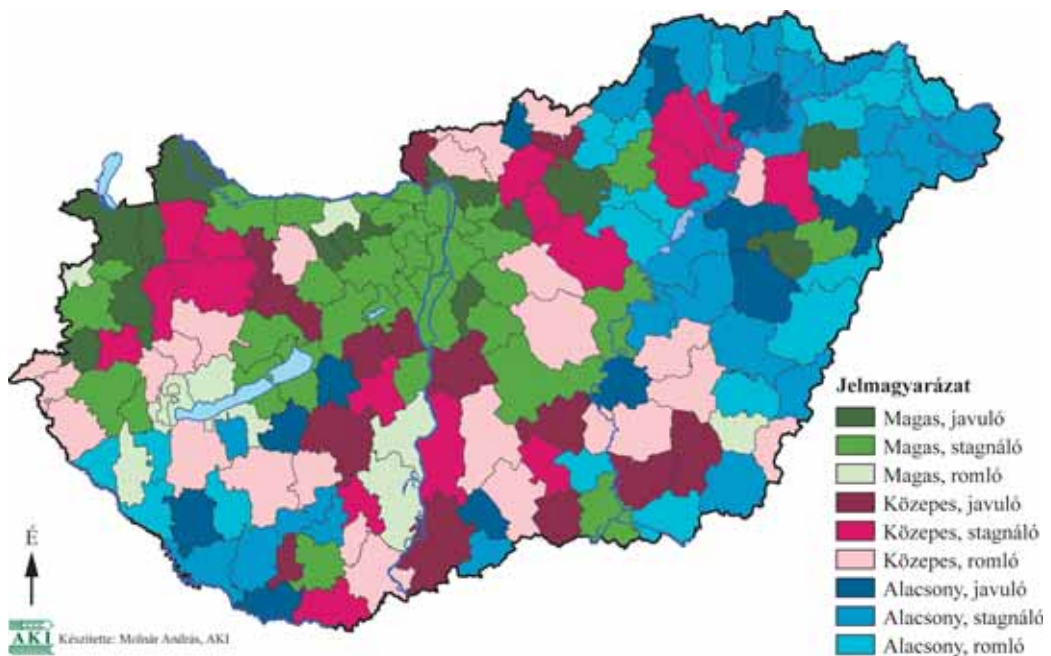 Jelmagyarázat
Magas, javuló
Magas, stagnáló
Magas, romló
Közepes, javuló
Közepes, stagnáló
Közepes, romló
Alacsony, javuló
Alacsony, stagnáló
Alacsony, romló
É
AKI Készítette: Molnár András, AKI